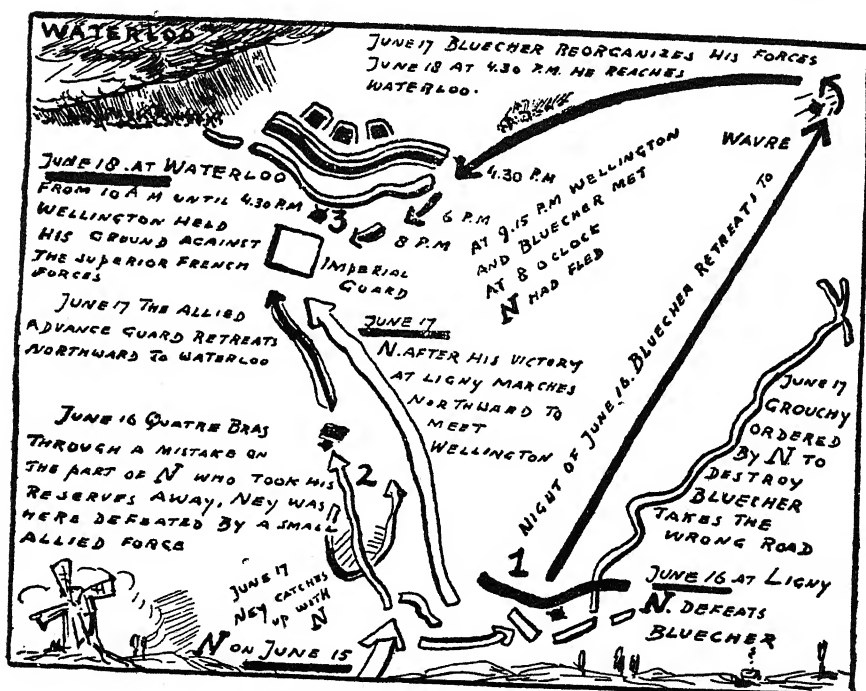 WATERLOO
JUNE 17 BLUECHER REORGANIZES HIS FORCES
JUNE 18 AT 4.30 P.M. HE REACHES
WATERLOO.
WAVRE
JUNE 18. AT WATERLOO
FROM 10 A M UNTIL 4.30 P.M
WELLINGTON HELD
HIS GROUND AGAINST
THE SUPERIOR FRENCH
FORCES
3
4.30 P.M
6 P.M
8 P.M
AT 9.15 P.M WELLINGTON
AND BLUECHER MET
AT 8 O CLOCK
N HAD FLED
IMPERIAL
GUARD
JUNE 17 THE ALLIED
ADVANCE GUARD RETREATS
NORTHWARD TO WATERLOO
JUNE 17
N. AFTER HIS VICTORY
AT LIGNY MARCHES
NORTHWARD TO
MEET
WELLINGTON
NIGHT OF JUNE 16. BLUECHER RETREATS TO
JUNE 17
GROUCHY
ORDERED
BY N. TO
DESTROY
BLUECHER
TAKES THE
WRONG ROAD
JUNE 16 QUATRE BRAS
THROUGH A MISTAKE ON
THE PART OF N WHO TOOK HIS
RESERVES AWAY, NEY WAS
HERE DEFEATED BY A SMALL
ALLIED FORCE
2
1
JUNE 17
NEY CATCHES
UP WITH
N
JUNE 16 AT LIGNY
N. DEFEATS
BLUECHER
N ON JUNE 15